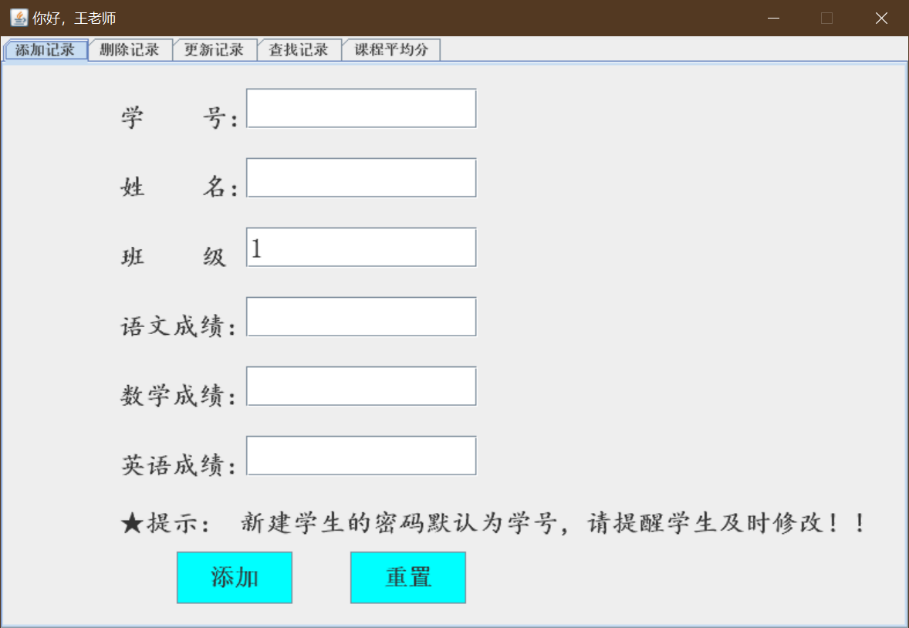 你好，王老师
添加记录 删除记录 更新记录 查找记录 课程平均分
学 号:
姓 名:
班 级 1
语文成绩:
数学成绩:
英语成绩:
★提示: 新建学生的密码默认为学号，请提醒学生及时修改！！
添加 重置